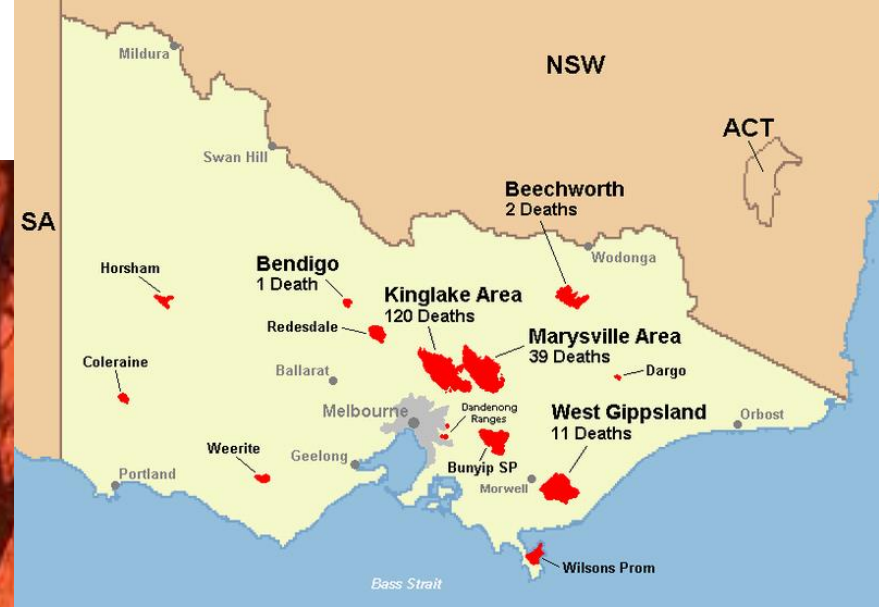 Mildura
NSW
ACT
Swan Hill
SA
Beechworth
2 Deaths
Wodonga
Horsham
Bendigo
1 Death
Kinglake Area
120 Deaths
Redesdale
Marysville Area
39 Deaths
Coleraine
Ballarat
Dargo
Melbourne
Dandenong
Ranges
West Gippsland
11 Deaths
Orbost
Weerite
Geelong
Bunyip SP
Portland
Morwell
Wilsons Prom
Bass Strait